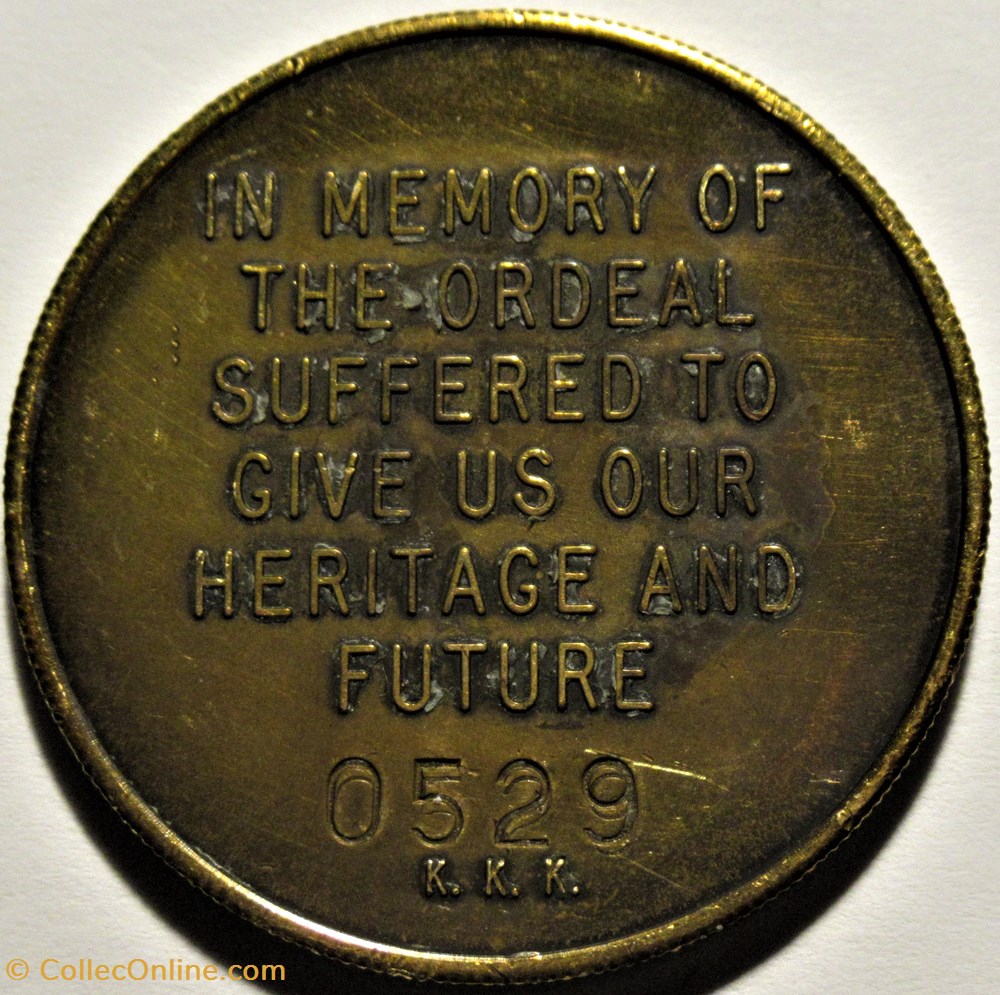 IN MEMORY OF
THE ORDEAL
SUFFERED TO
GIVE US OUR
HERITAGE AND
FUTURE
0529
K. K. K.
© CollecOnline.com